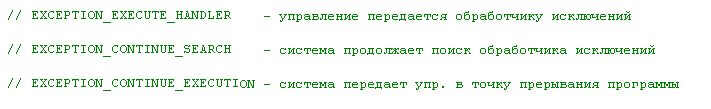 // EXCEPTION_EXECUTE_HANDLER    - управление передается обработчику исключений
// EXCEPTION_CONTINUE_SEARCH    - система продолжает поиск обработчика исключений
// EXCEPTION_CONTINUE_EXECUTION - система передает упр. в точку прерывания программы